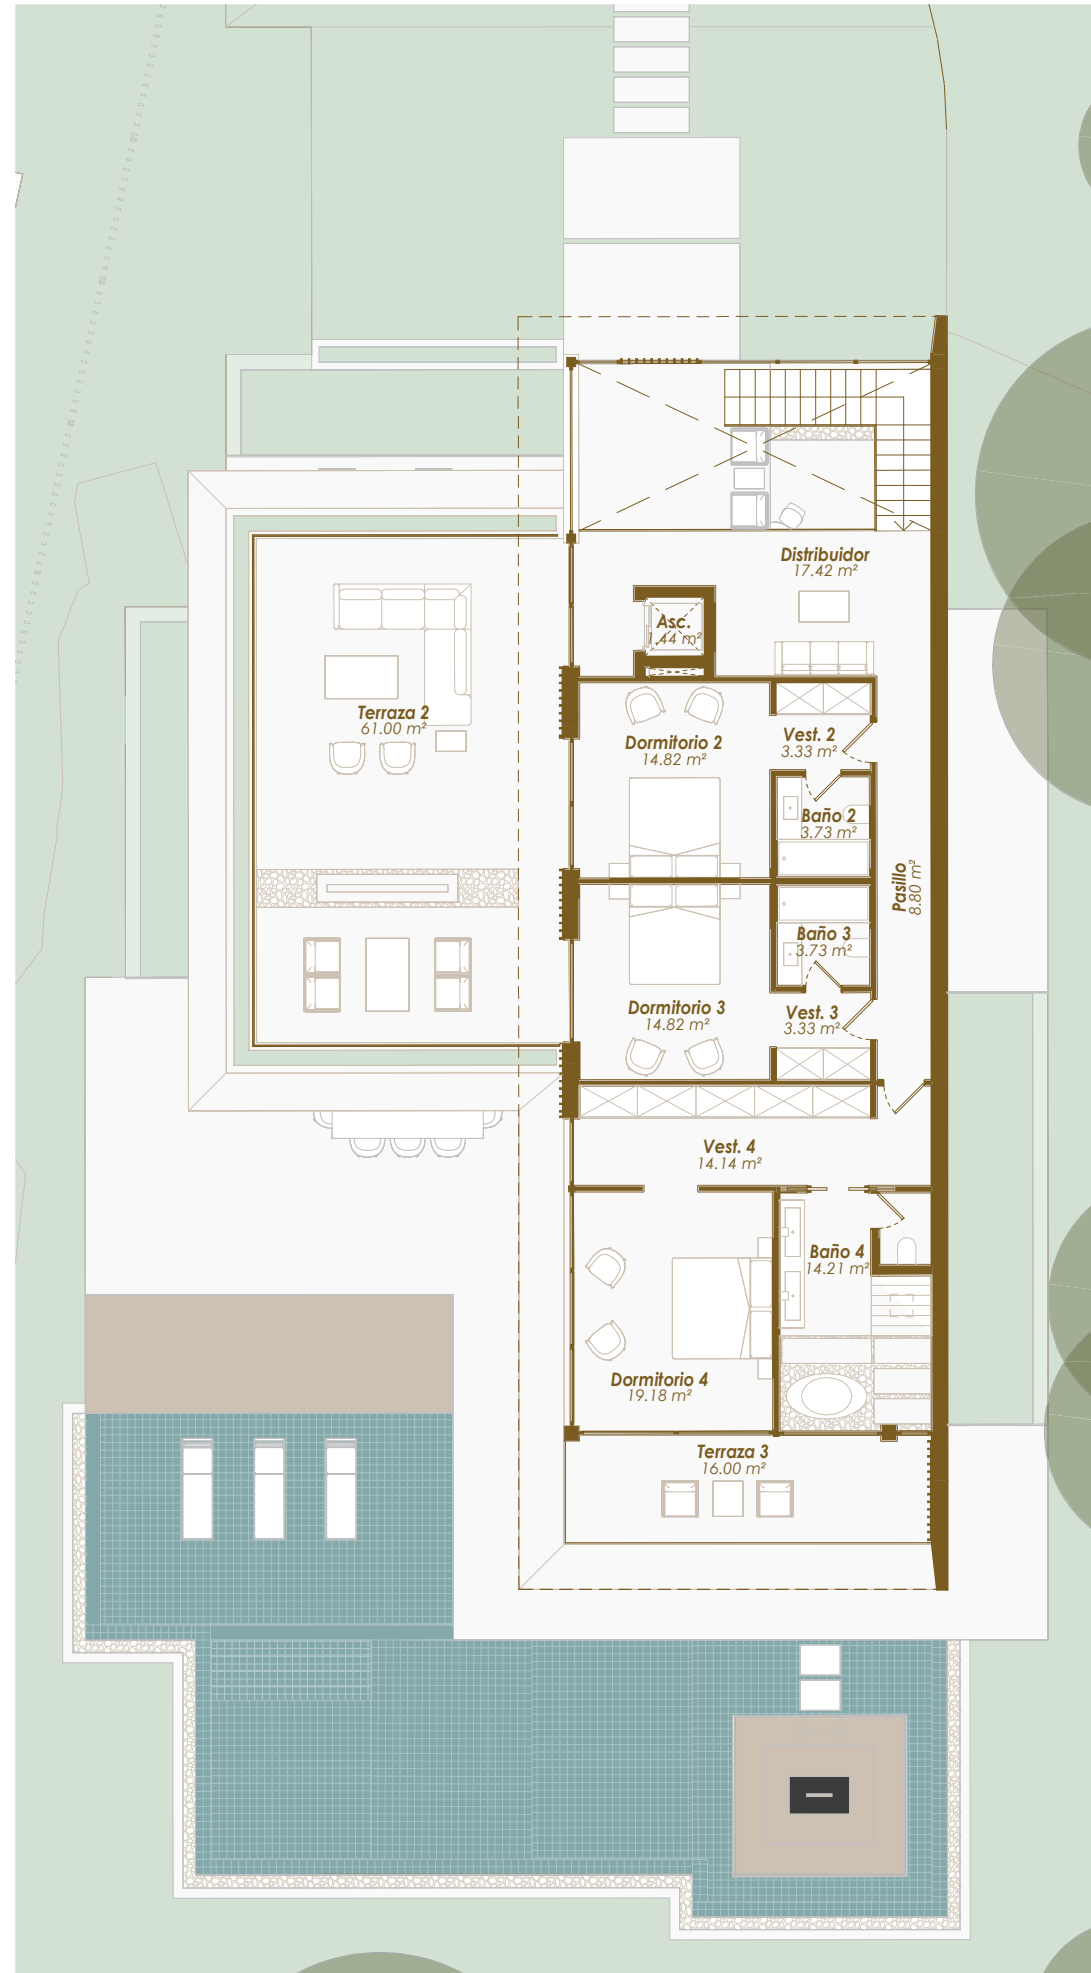 Distribuidor
17.42 m²
Asc.
1.44 m²
Terraza 2
61.00 m²
Dormitorio 2
14.82 m²
Vest. 2
3.33 m²
Baño 2
3.73 m²
Pasillo
8.80 m²
Baño 3
3.73 m²
Dormitorio 3
14.82 m²
Vest. 3
3.33 m²
Vest. 4
14.14 m²
Baño 4
14.21 m²
Dormitorio 4
19.18 m²
Terraza 3
16.00 m²